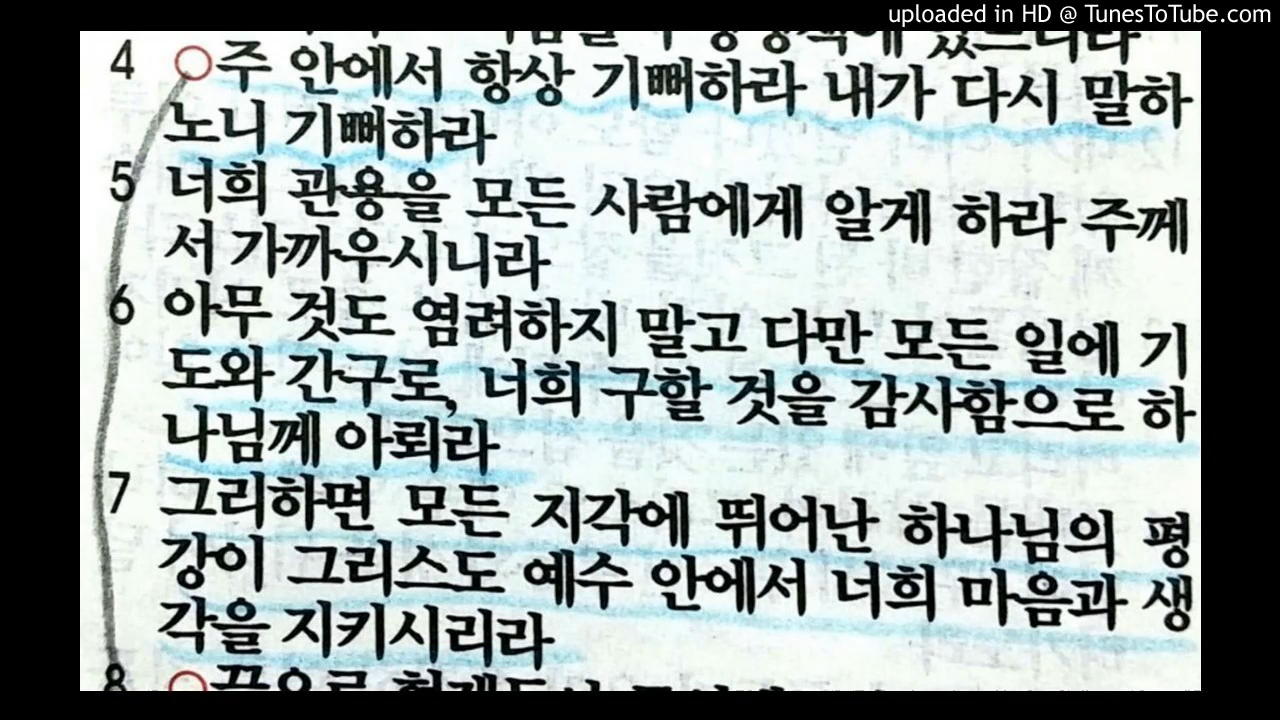 uploaded in HD @ TunesToTube.com
4 ○주 안에서 항상 기뻐하라 내가 다시 말하
노니 기뻐하라
5 너희 관용을 모든 사람에게 알게 하라 주께
서 가까우시니라
6 아무 것도 염려하지 말고 다만 모든 일에 기
도와 간구로, 너희 구할 것을 감사함으로 하
나님께 아뢰라
7 그리하면 모든 지각에 뛰어난 하나님의 평
강이 그리스도 예수 안에서 너희 마음과 생
각을 지키시리라
8